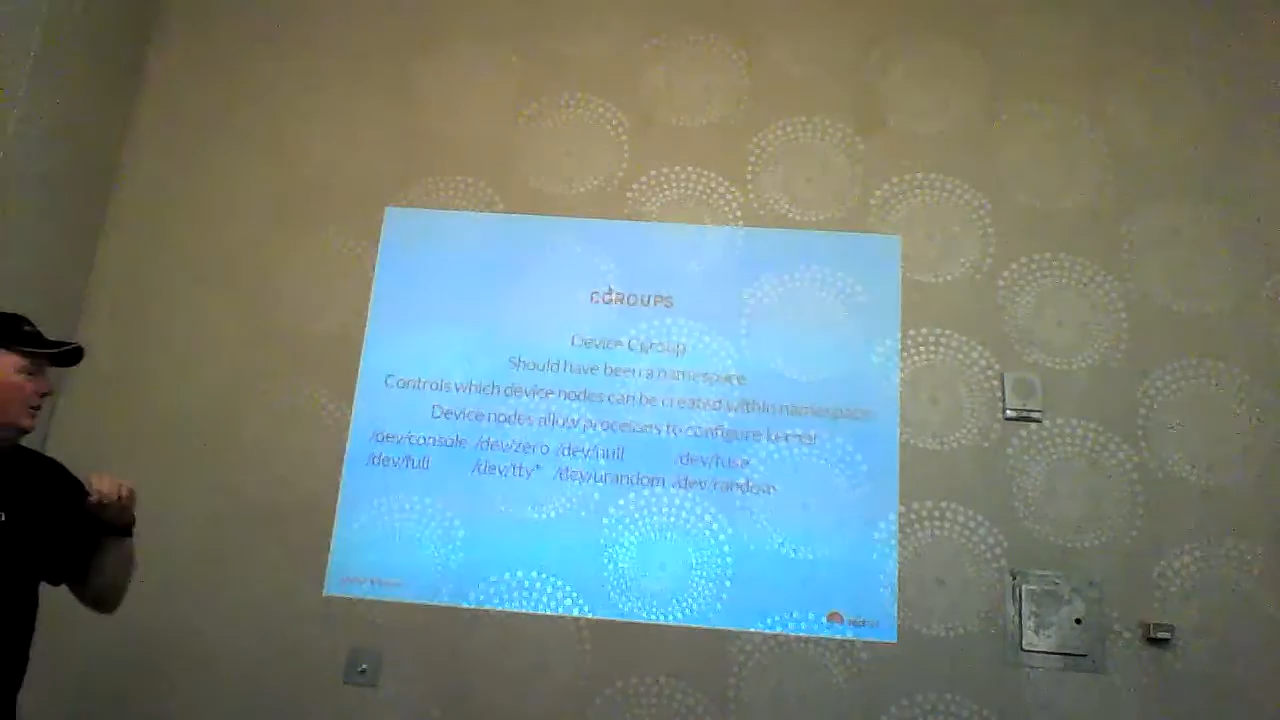 CGROUPS
Device Cgroup
Should have been a namespace
Controls which device nodes can be created within namespace
Device nodes allow processes to configure kernel
/dev/console /dev/zero /dev/null /dev/fuse
/dev/full /dev/tty* /dev/urandom /dev/random
redhat